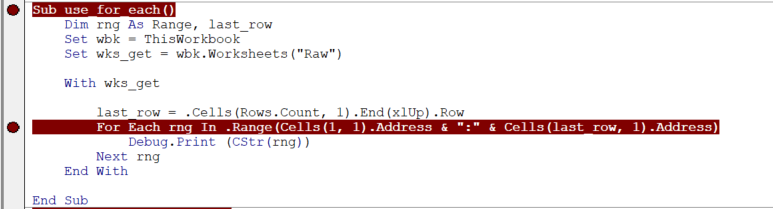 Sub use_for_each()
Dim rng As Range, last_row
Set wbk = ThisWorkbook
Set wks_get = wbk.Worksheets("Raw")
With wks_get
last_row = .Cells(Rows.Count, 1).End(xlUp).Row
For Each rng In .Range(Cells(1, 1).Address & ":" & Cells(last_row, 1).Address)
Debug.Print (CStr(rng))
Next rng
End With
End Sub